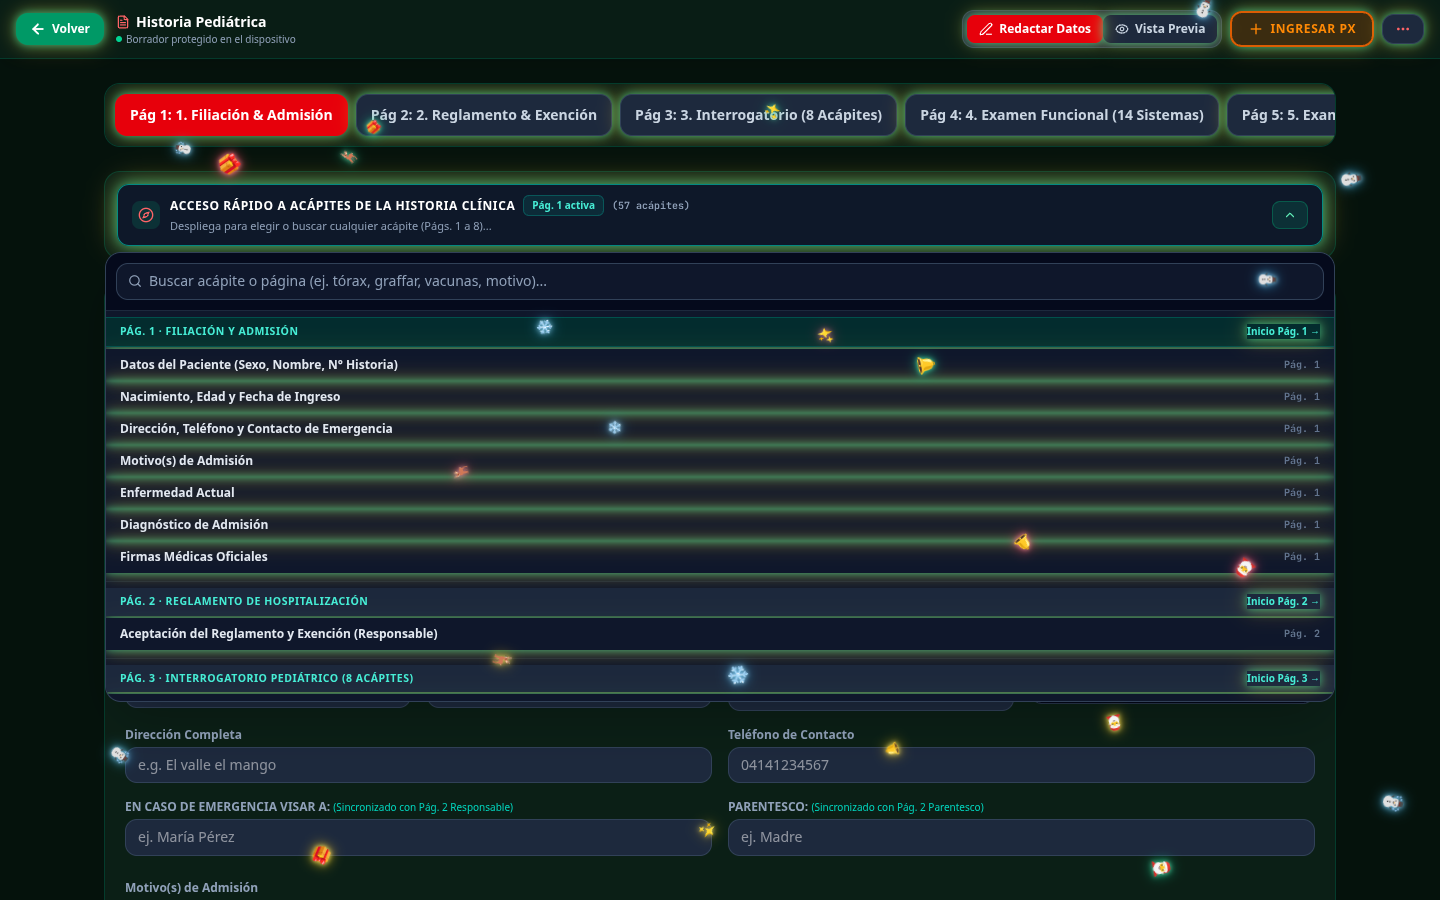 Volver
Historia Pediátrica
Borrador protegido en el dispositivo
Redactar Datos
Vista Previa
INGRESAR PX
Pág 1: 1. Filiación & Admisión
Pág 2: 2. Reglamento & Exención
Pág 3: 3. Interrogatorio (8 Acápites)
Pág 4: 4. Examen Funcional (14 Sistemas)
Pág 5: 5. Exam
ACCESO RÁPIDO A ACÁPITES DE LA HISTORIA CLÍNICA Pág. 1 activa (57 acápites)
Despliega para elegir o buscar cualquier acápite (Págs. 1 a 8)...
Buscar acápite o página (ej. tórax, graffar, vacunas, motivo)...
PÁG. 1 · FILIACIÓN Y ADMISIÓN Inicio Pág. 1 →
Datos del Paciente (Sexo, Nombre, Nº Historia) Pág. 1
Nacimiento, Edad y Fecha de Ingreso Pág. 1
Dirección, Teléfono y Contacto de Emergencia Pág. 1
Motivo(s) de Admisión Pág. 1
Enfermedad Actual Pág. 1
Diagnóstico de Admisión Pág. 1
Firmas Médicas Oficiales Pág. 1
PÁG. 2 · REGLAMENTO DE HOSPITALIZACIÓN Inicio Pág. 2 →
Aceptación del Reglamento y Exención (Responsable) Pág. 2
PÁG. 3 · INTERROGATORIO PEDIÁTRICO (8 ACÁPITES) Inicio Pág. 3 →
Dirección Completa
e.g. El valle el mango
Teléfono de Contacto
04141234567
EN CASO DE EMERGENCIA VISAR A: (Sincronizado con Pág. 2 Responsable)
ej. María Pérez
PARENTESCO: (Sincronizado con Pág. 2 Parentesco)
ej. Madre
Motivo(s) de Admisión